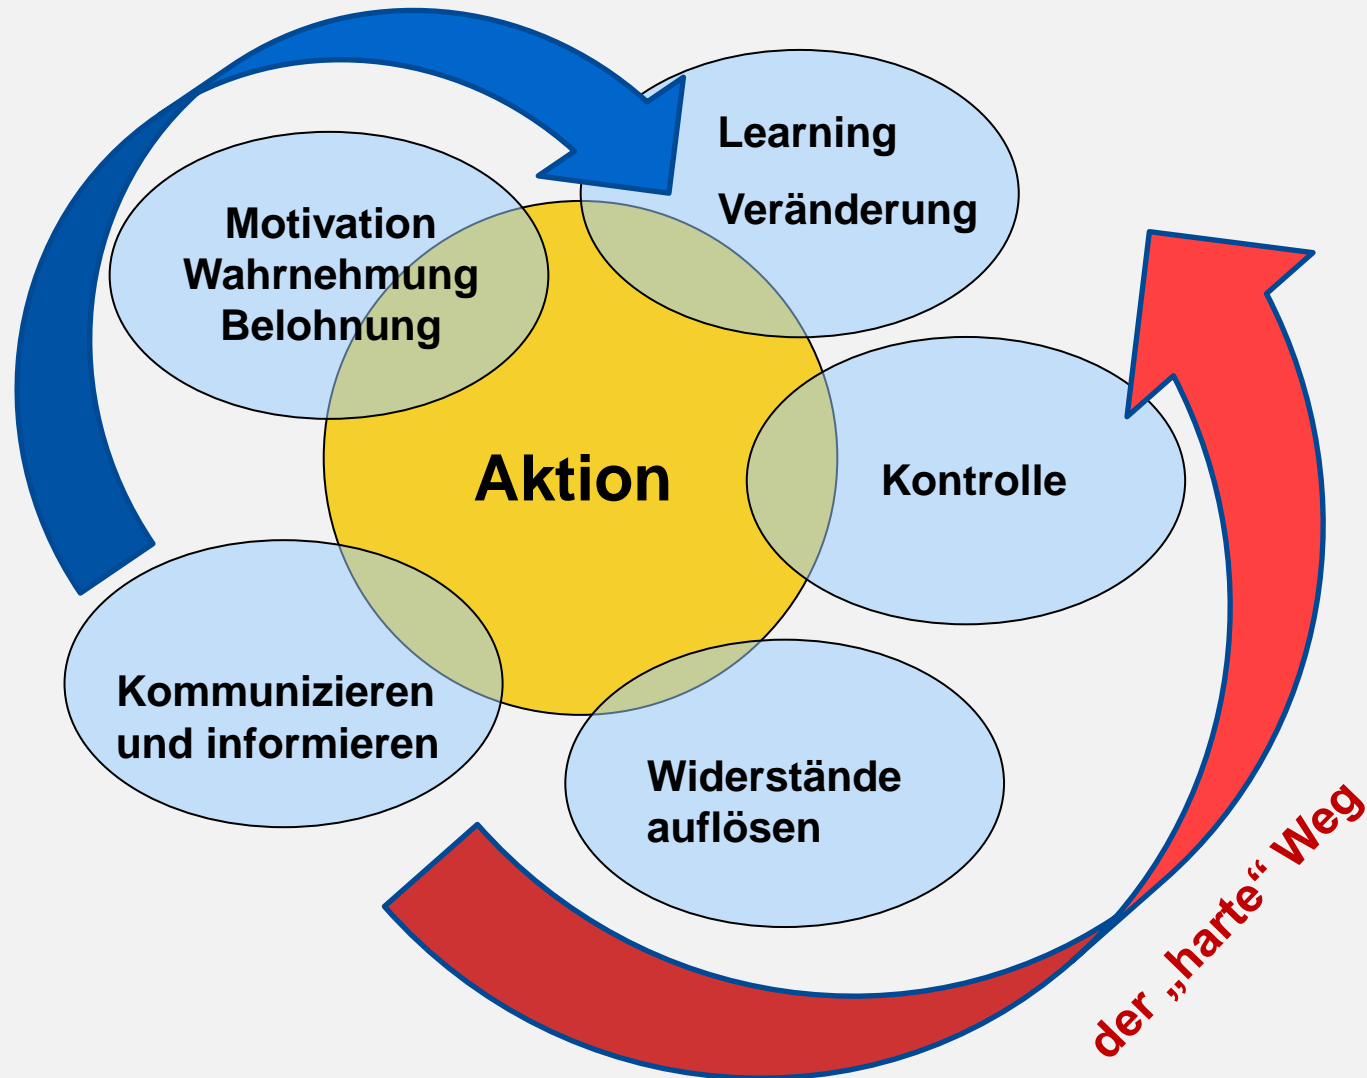 Learning
Veränderung
Motivation
Wahrnehmung
Belohnung
Aktion
Kontrolle
Kommunizieren
und informieren
Widerstände
auflösen
der „harte“ Weg